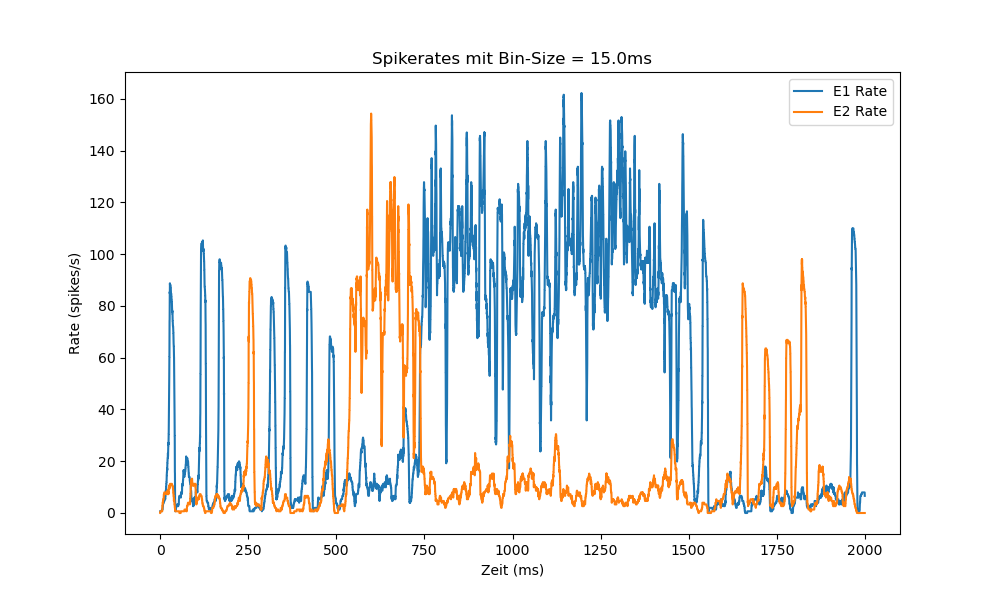 Spikerates mit Bin-Size = 15.0ms
E1 Rate
E2 Rate
Rate (spikes/s)
160
140
120
100
80
60
40
20
0
0 250 500 750 1000 1250 1500 1750 2000
Zeit (ms)